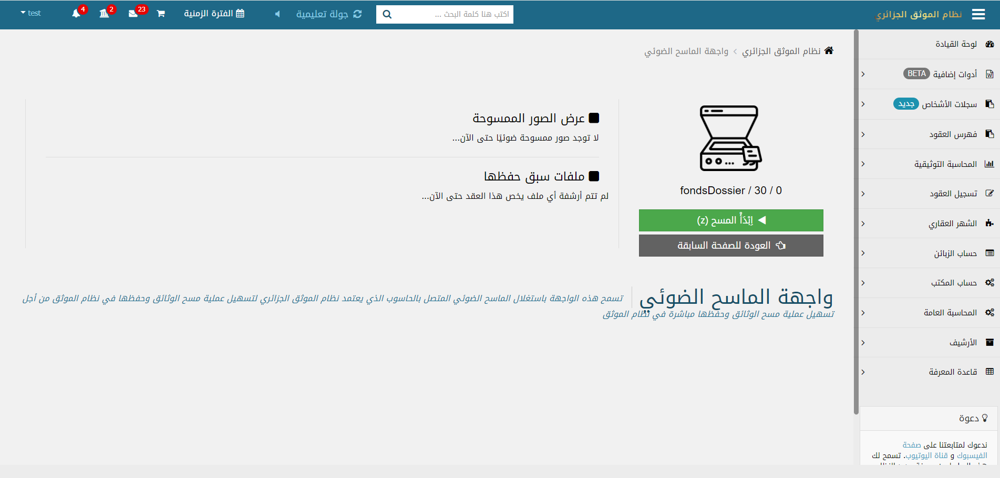 نظام الموثق الجزائري
اكتب هنا كلمة البحث ...
جولة تعليمية
الفترة الزمنية
23
2
4
test
لوحة القيادة
أدوات إضافية BETA
سجلات الأشخاص جديد
فهرس العقود
المحاسبة التوثيقية
تسجيل العقود
الشهر العقاري
حساب الزبائن
حساب المكتب
المحاسبة العامة
الأرشيف
قاعدة المعرفة
دعوة
ندعوك لمتابعتنا على صفحة
الفيسبوك و قناة اليوتيوب. تسمح لك
نظام الموثق الجزائري > واجهة الماسح الضوئي
fondsDossier / 30 / 0
اِبْدَأْ المسح (z)
العودة للصفحة السابقة
عرض الصور الممسوحة
لا توجد صور ممسوحة ضوئيًا حتى الآن...
ملفات سبق حفظها
لم تتم أرشفة أي ملف يخص هذا العقد حتى الآن...
واجهة الماسح الضوئي
تسمح هذه الواجهة باستغلال الماسح الضوئي المتصل بالحاسوب الذي يعتمد نظام الموثق الجزائري لتسهيل عملية مسح الوثائق وحفظها في نظام الموثق من أجل
تسهيل عملية مسح الوثائق وحفظها مباشرة في نظام الموثق